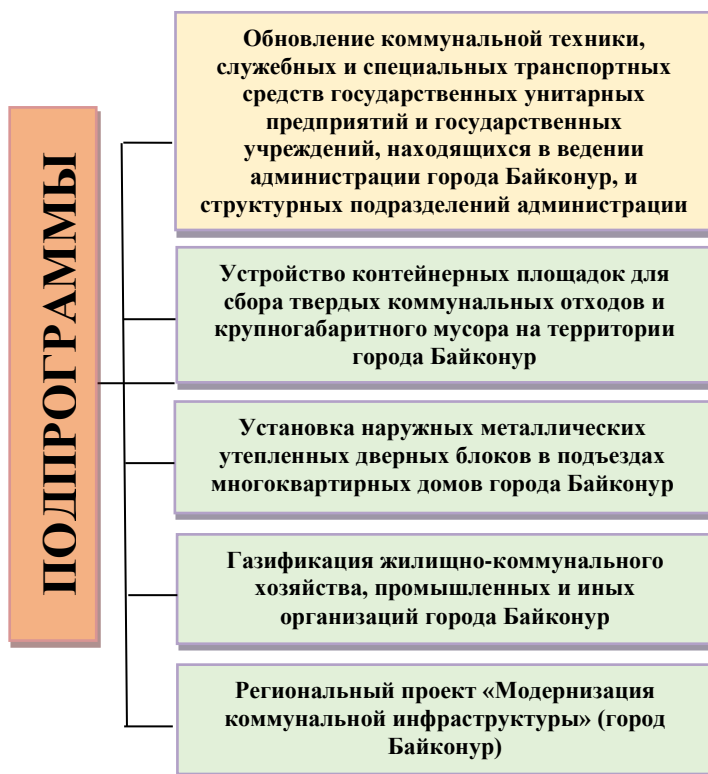 ПОДПРОГРАММЫ
Обновление коммунальной техники,
служебных и специальных транспортных
средств государственных унитарных
предприятий и государственных
учреждений, находящихся в ведении
администрации города Байконур, и
структурных подразделений администрации
Устройство контейнерных площадок для
сбора твердых коммунальных отходов и
крупногабаритного мусора на территории
города Байконур
Установка наружных металлических
утепленных дверных блоков в подъездах
многоквартирных домов города Байконур
Газификация жилищно-коммунального
хозяйства, промышленных и иных
организаций города Байконур
Региональный проект «Модернизация
коммунальной инфраструктуры» (город
Байконур)